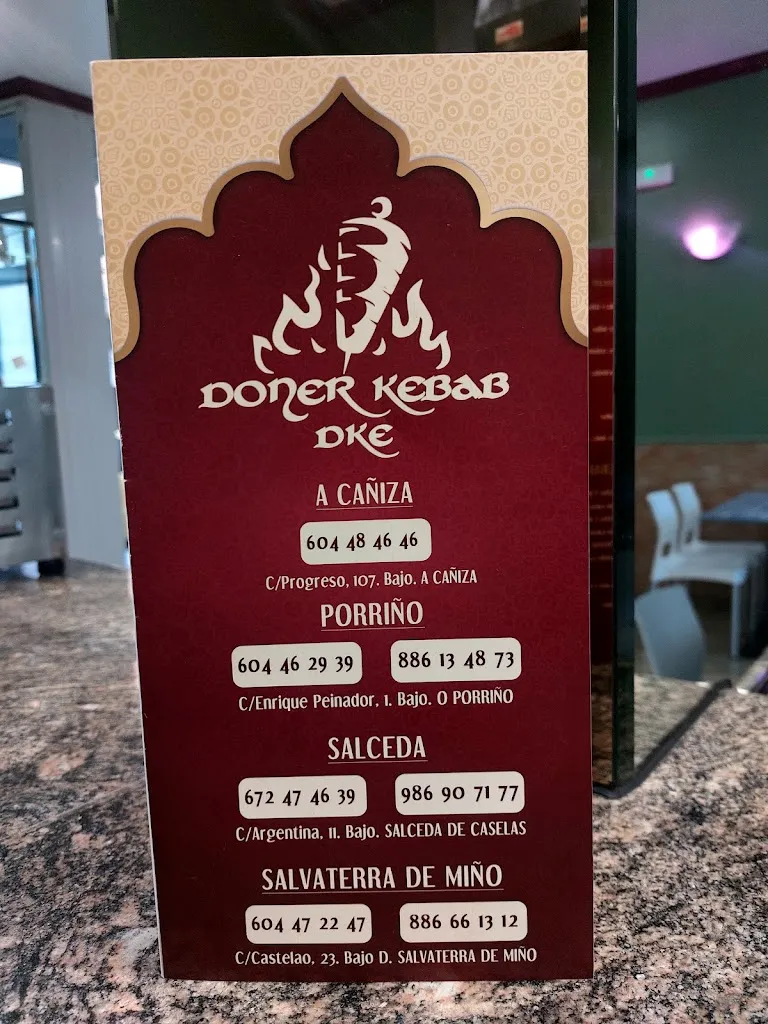 DONER KEBAB
DKE
A CAÑIZA
604 48 46 46
C/Progreso, 107. Bajo. A CAÑIZA
PORRIÑO
604 46 29 39 886 13 48 73
C/Enrique Peinador, 1. Bajo. O PORRIÑO
SALCEDA
672 47 46 39 986 90 71 77
C/Argentina, 11. Bajo. SALCEDA DE CASELAS
SALVATERRA DE MIÑO
604 47 22 47 886 66 13 12
C/Castelao, 23. Bajo D. SALVATERRA DE MIÑO